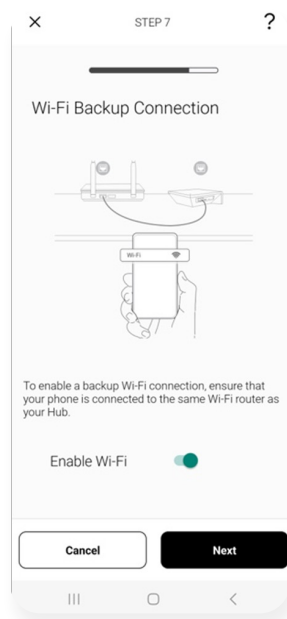 STEP 7
?
Wi-Fi Backup Connection
Wi-Fi
To enable a backup Wi-Fi connection, ensure that
your phone is connected to the same Wi-Fi router as
your Hub.
Enable Wi-Fi
Cancel
Next